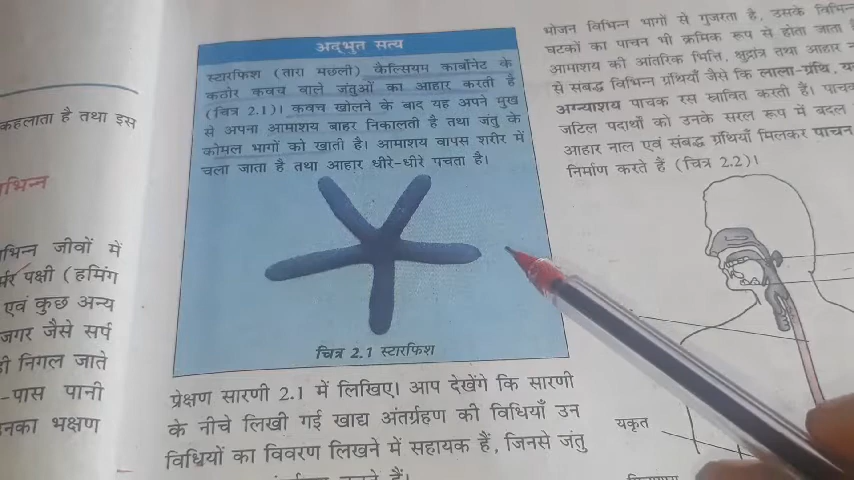 कहलाता है तथा इस
भिन्न
भिन्न जीवों में
पक्षी (हमिंग
एवं कुछ अन्य
जगर जैसे सर्प
निगल जाते
-पास पानी
नका भक्षण
अद्भुत सत्य
स्टारफिश (तारा मछली) कैल्सियम कार्बोनेट के
कठोर कवच वाले जंतुओं का आहार करती है
(चित्र 2.1)। कवच खोलने के बाद यह अपने मुख
से अपना आमाशय बाहर निकालती है तथा जंतु के
कोमल भागों को खाती है। आमाशय वापस शरीर में
चला जाता है तथा आहार धीरे-धीरे पचता है।
चित्र 2.1 स्टारफिश
प्रेक्षण सारणी 2.1 में लिखिए। आप देखेंगे कि सारणी
के नीचे लिखी गई खाद्य अंतर्ग्रहण की विधियाँ उन
विधियों का विवरण लिखने में सहायक हैं, जिनसे जंतु
हैं।
भोजन विभिन्न भागों से गुजरता है, उसके विभिन्
घटकों का पाचन भी क्रमिक रूप से होता जाता
आमाशय की आंतरिक भित्ति, क्षुद्रांत्र तथा आहार
से संबद्ध विभिन्न ग्रंथियाँ जैसे कि लाला-ग्रंथि,
अग्न्याशय पाचक रस स्रावित करती हैं। पाचक
जटिल पदार्थों को उनके सरल रूप में बदल
आहार नाल एवं संबद्ध ग्रंथियाँ मिलकर पाचन
निर्माण करते हैं (चित्र 2.2)।
यकृत